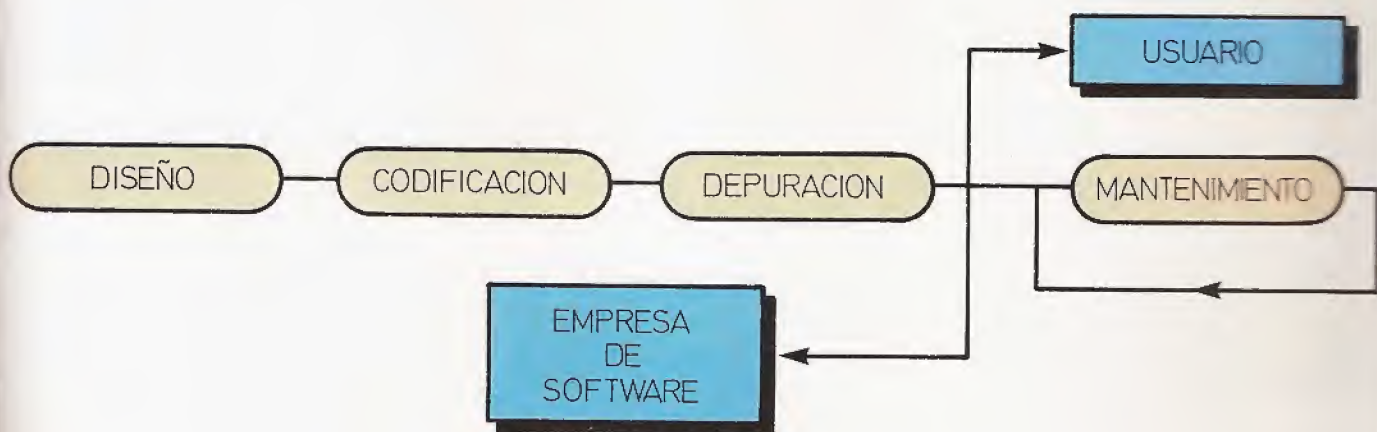 USUARIO
DISEÑO
CODIFICACION
DEPURACION
MANTENIMIENTO
EMPRESA
DE
SOFTWARE